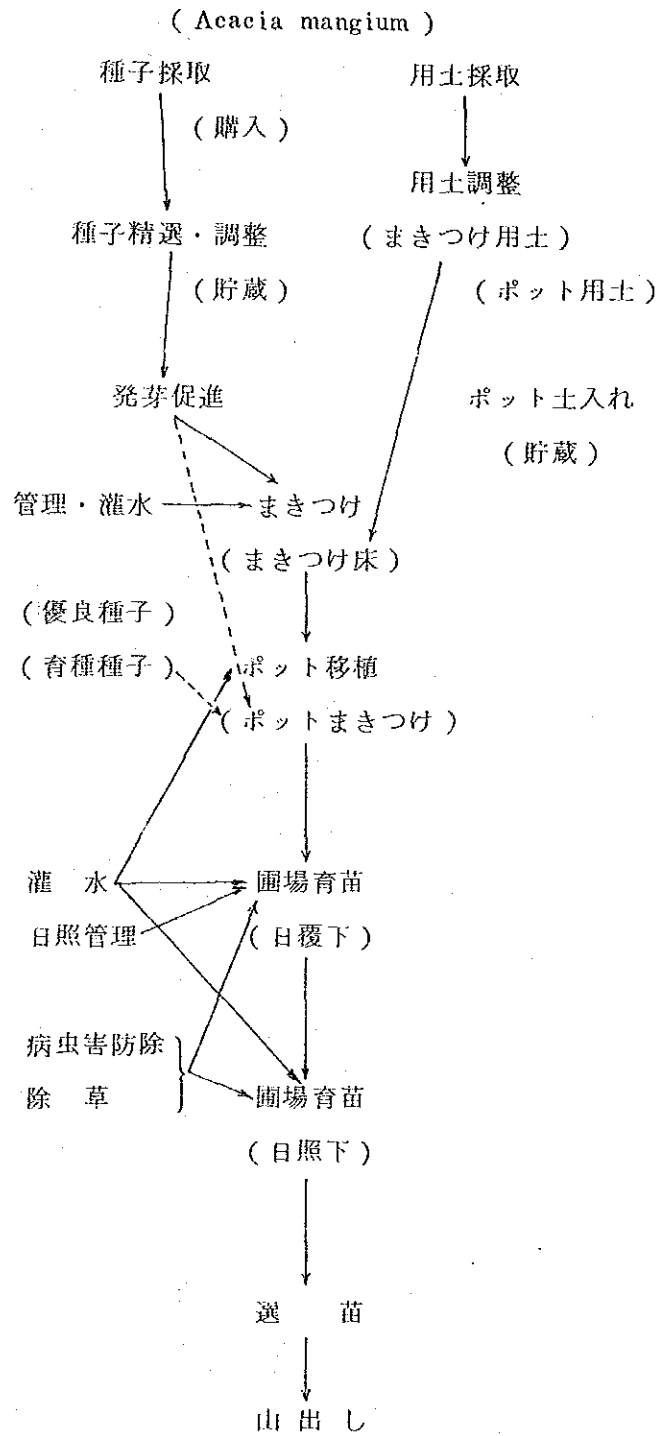 ( Acacia mangium )
種子採取 用土採取
( 購入 )
用土調整
種子精選・調整 ( まきつけ用土 )
( 貯蔵 ) ( ポット用土 )
発芽促進 ポット土入れ
( 貯蔵 )
管理・灌水 まきつけ
( まきつけ床 )
( 優良種子 )
( 育種種子 ) ポット移植
( ポットまきつけ )
灌 水 圃場育苗
日照管理 ( 日覆下 )
病虫害防除
除 草 圃場育苗
( 日照下 )
選 苗
山出し